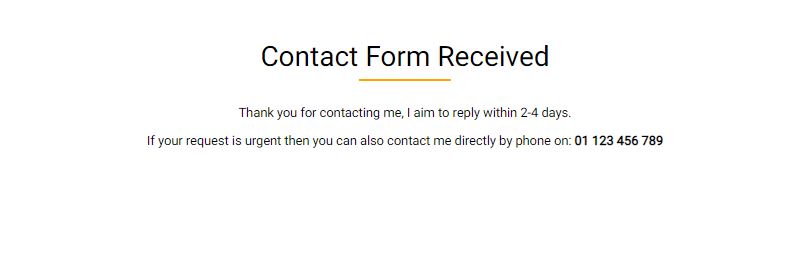 Contact Form Received
Thank you for contacting me, I aim to reply within 2-4 days.
If your request is urgent then you can also contact me directly by phone on: 01 123 456 789